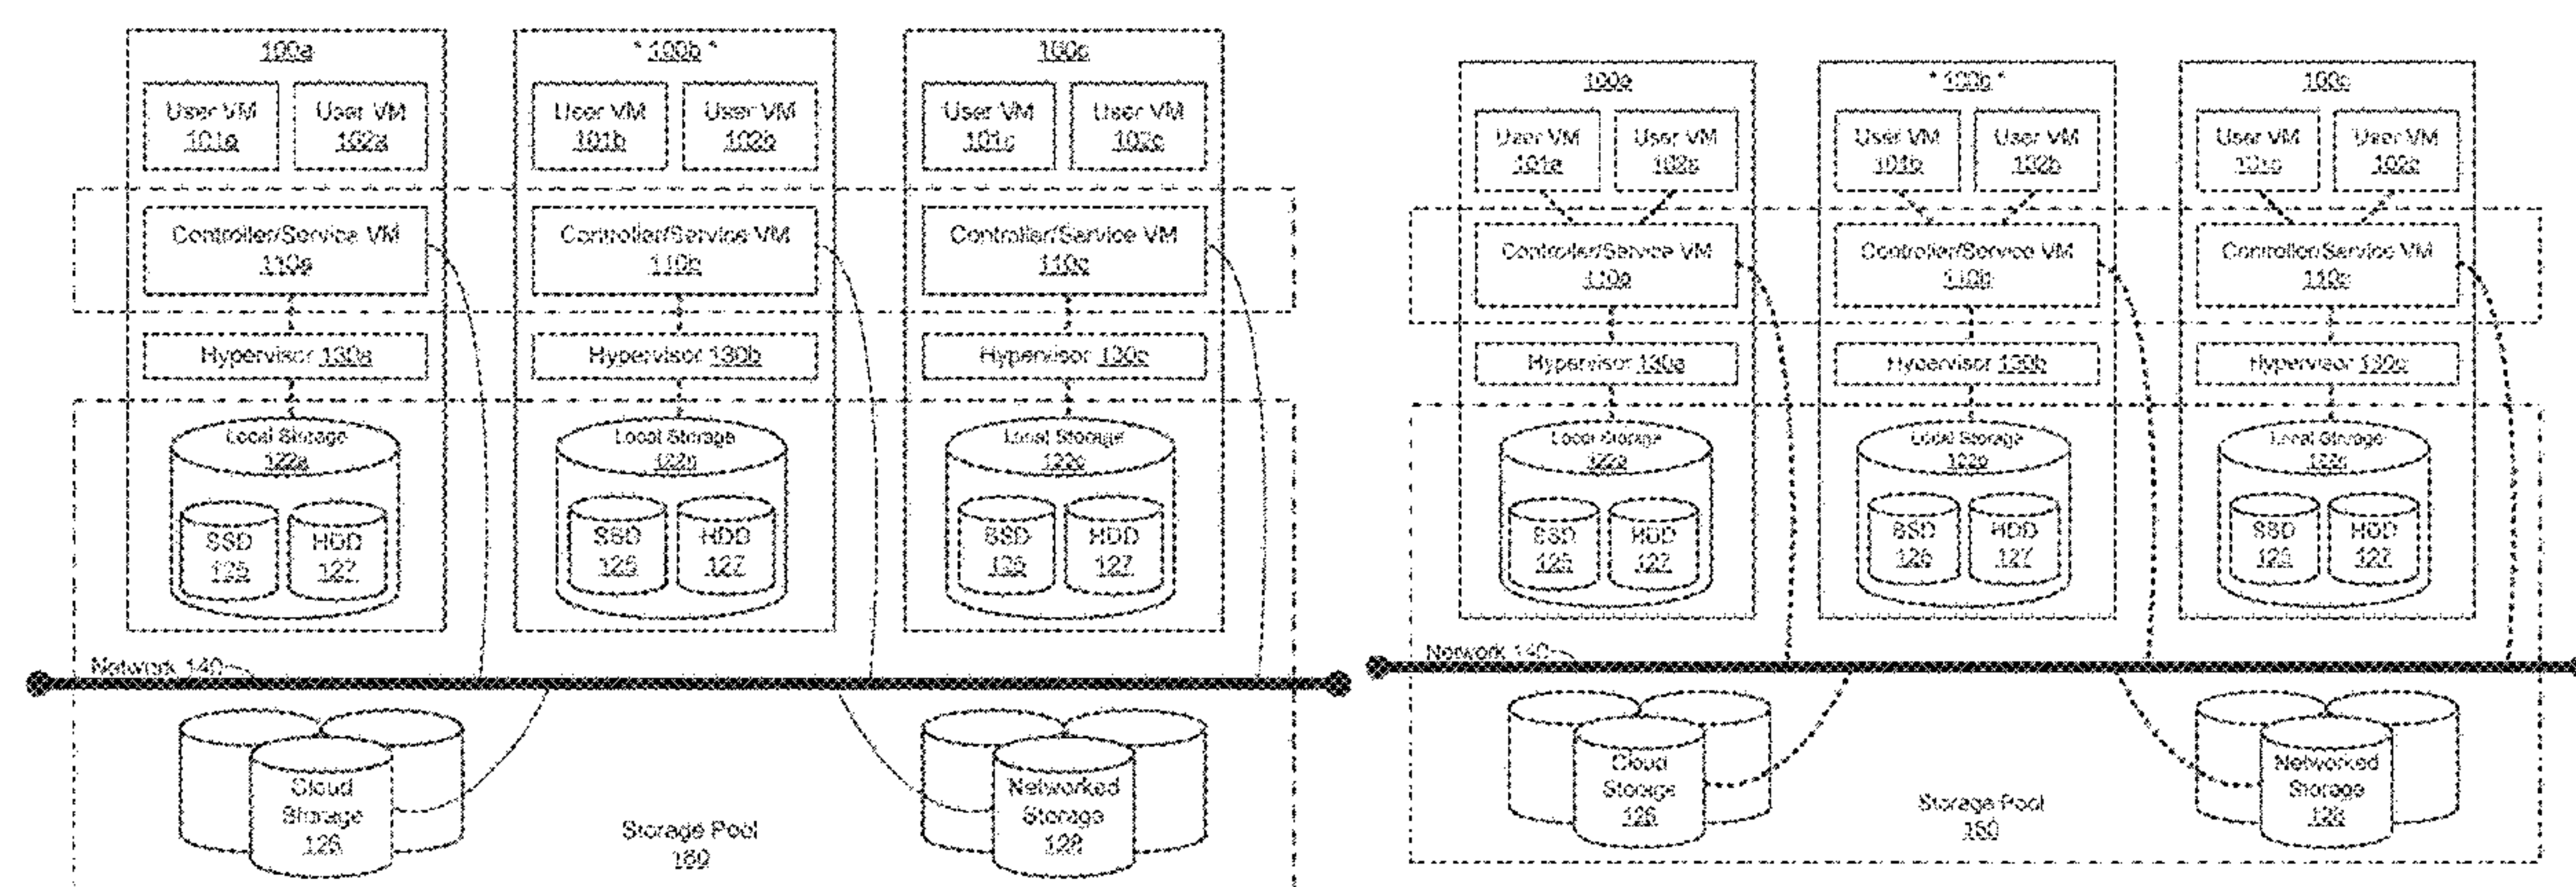 100a
* 100b *
100c
User VM
101a
User VM
102a
User VM
101b
User VM
102b
User VM
101c
User VM
102c
Controller/Service VM
110a
Controller/Service VM
110b
Controller/Service VM
110c
Hypervisor 130a
Hypervisor 130b
Hypervisor 130c
Local Storage
122a
Local Storage
122b
Local Storage
122c
SSD
125
HDD
127
SSD
125
HDD
127
SSD
125
HDD
127
Network 140
Cloud
Storage
126
Storage Pool
160
Networked
Storage
128
100a
* 100b *
100c
User VM
101a
User VM
102a
User VM
101b
User VM
102b
User VM
101c
User VM
102c
Controller/Service VM
110a
Controller/Service VM
110b
Controller/Service VM
110c
Hypervisor 130a
Hypervisor 130b
Hypervisor 130c
Local Storage
122a
Local Storage
122b
Local Storage
122c
SSD
125
HDD
127
SSD
125
HDD
127
SSD
125
HDD
127
Network 140
Cloud
Storage
126
Storage Pool
160
Networked
Storage
128